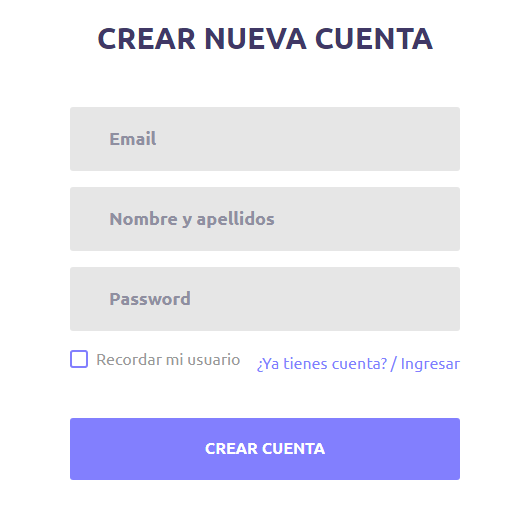 CREAR NUEVA CUENTA
Email
Nombre y apellidos
Password
Recordar mi usuario ¿Ya tienes cuenta? / Ingresar
CREAR CUENTA